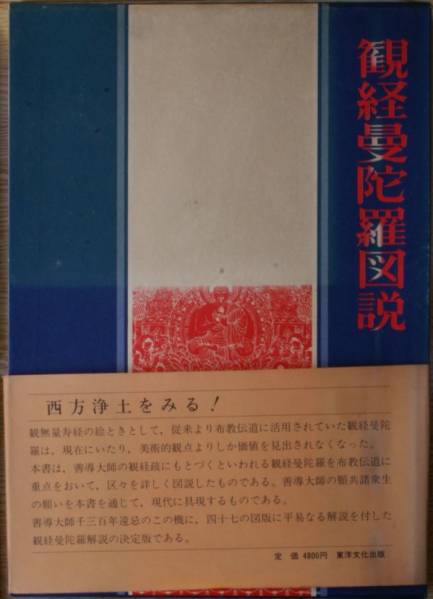 観経曼陀羅図説
西方浄土をみる!
観無量寿経の絵ときとして、従来より布教伝道に活用されていた観経曼陀
羅は、現在にいたり、美術的観点よりしか価値を見出されなくなった。
本書は、善導大師の観経疏にもとづくといわれる観経曼陀羅を布教伝道に
重点をおいて、区々を詳しく図説したものである。善導大師の願共諸衆生
の願いを本書を通じて、現代に具現するものである。
善導大師千三百年遠忌のこの機に、四十七の図版に平易なる解説を付した
観経曼陀羅解説の決定版である。
定 価 4800円 東洋文化出版